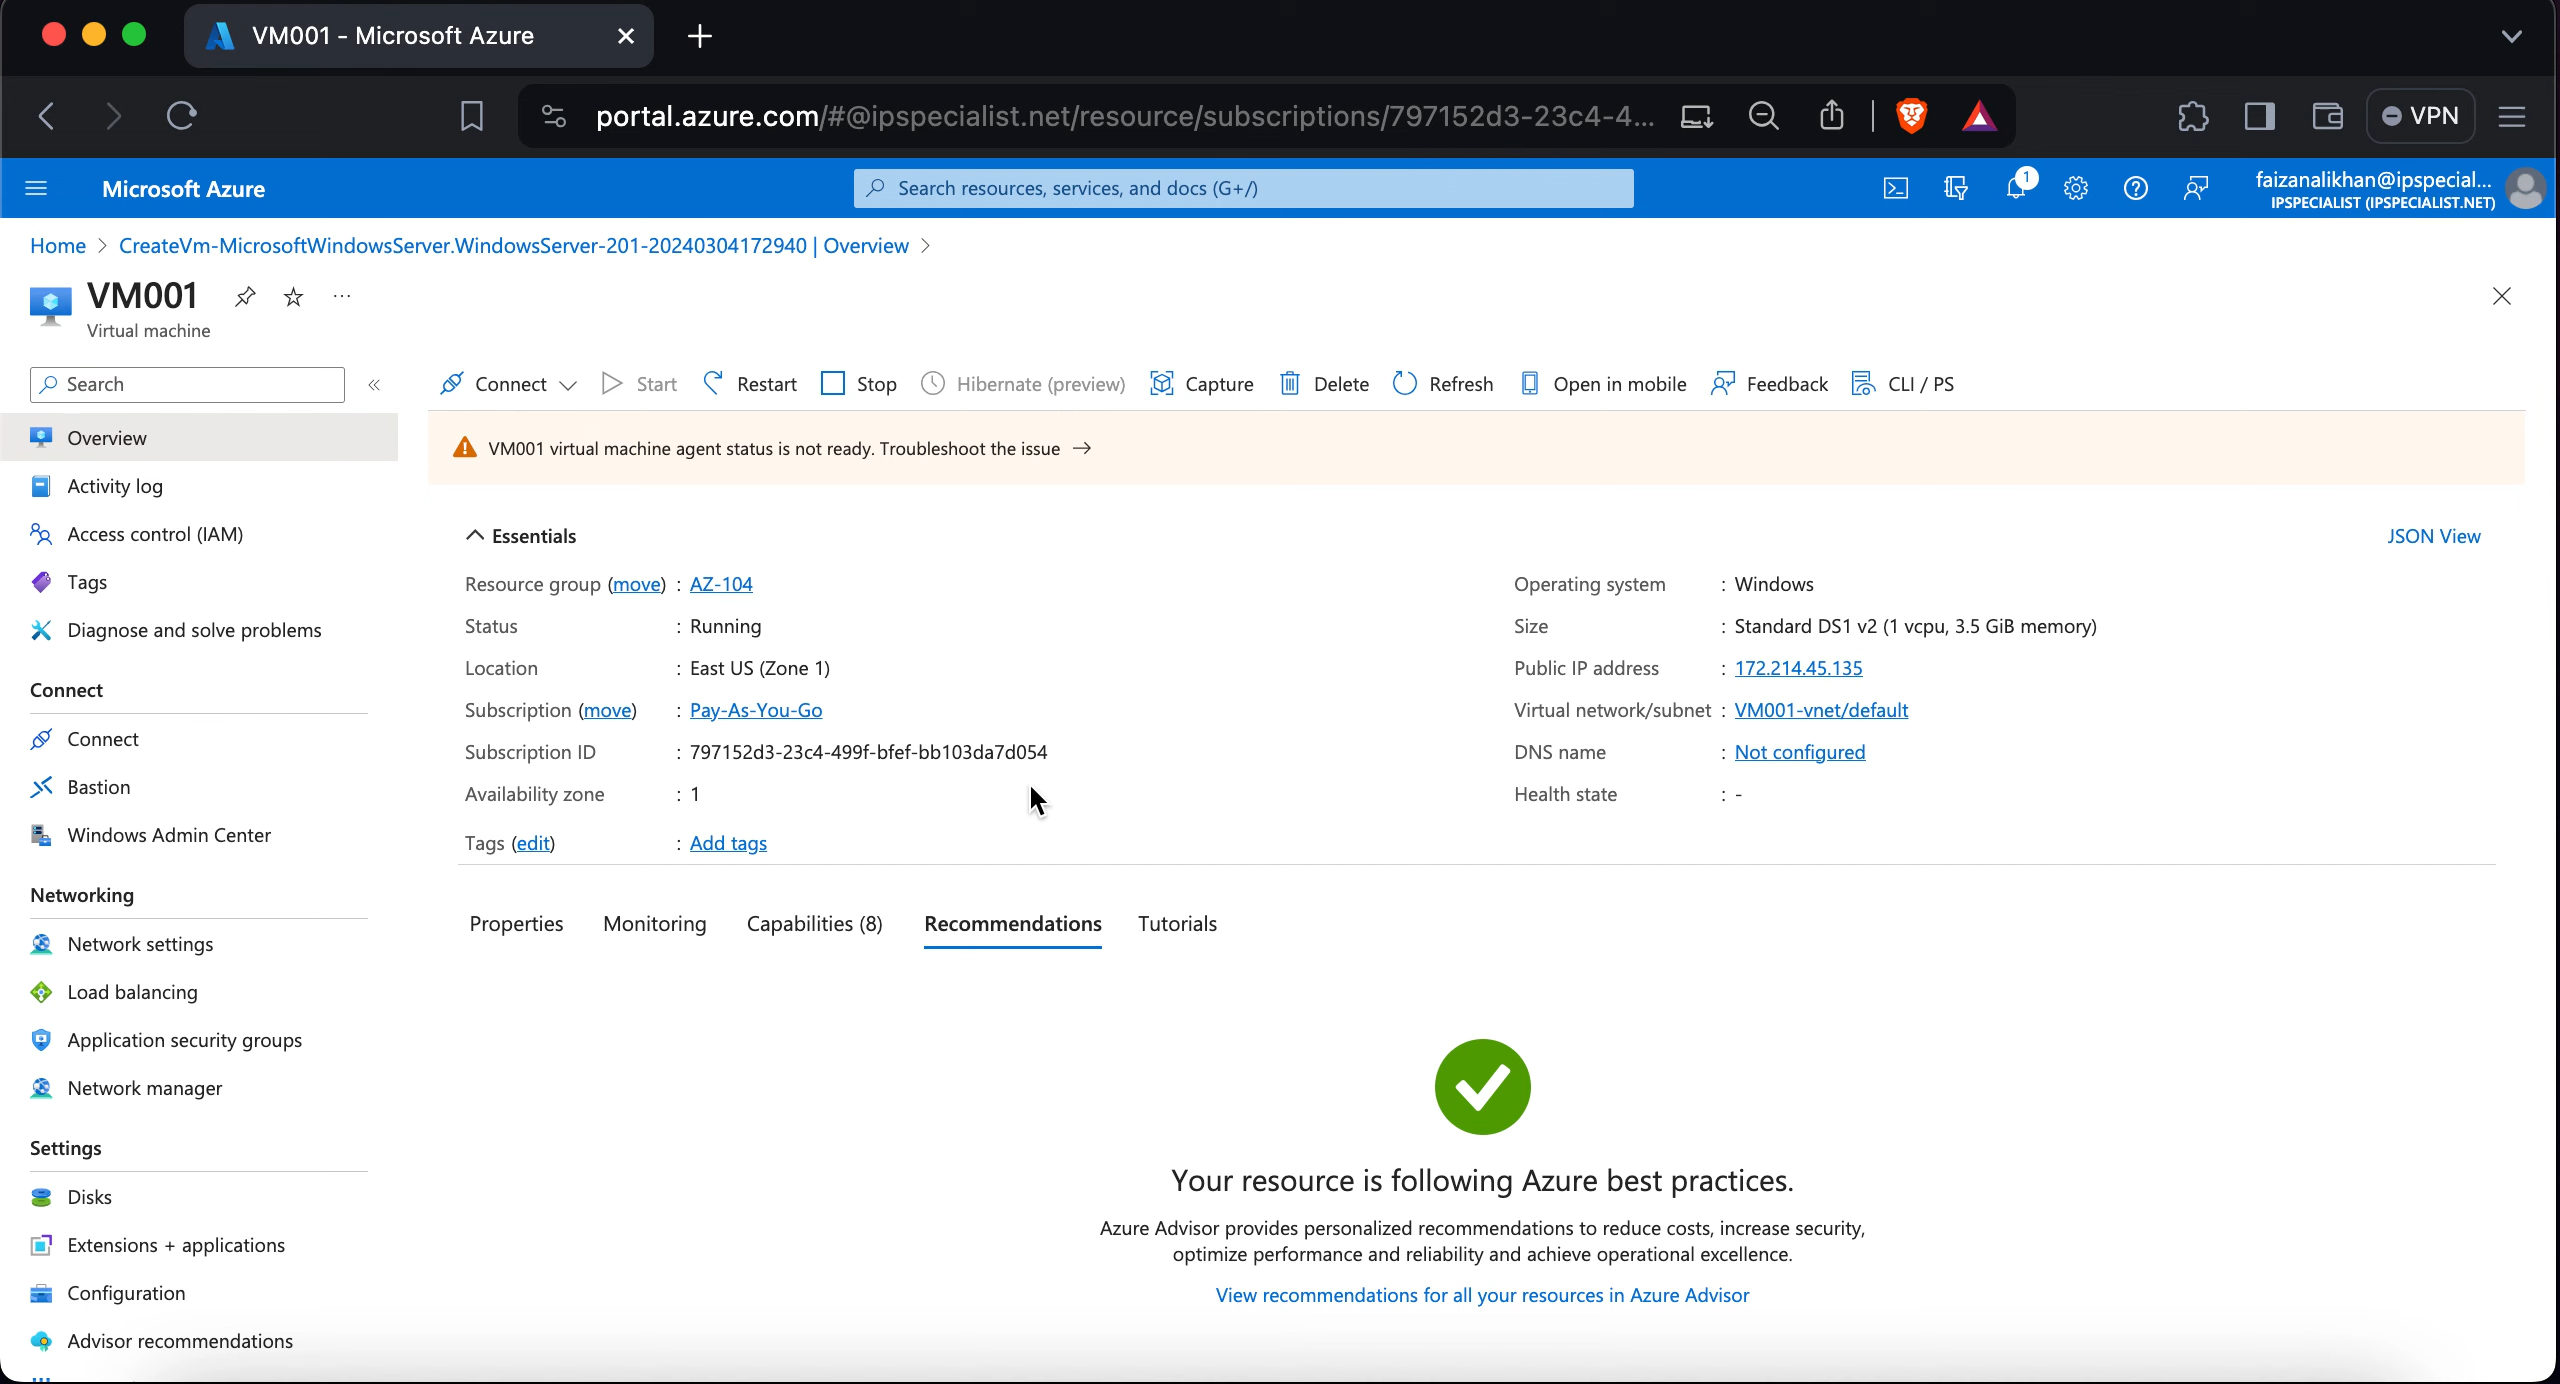 VM001 - Microsoft Azure
portal.azure.com/#@ipspecialist.net/resource/subscriptions/797152d3-23c4-4...
VPN
Microsoft Azure
Search resources, services, and docs (G+/)
1
faizanalikhan@ipspecial...
IPSPECIALIST (IPSPECIALIST.NET)
Home > CreateVm-MicrosoftWindowsServer.WindowsServer-201-20240304172940 | Overview >
VM001
Virtual machine
Search
Connect
Start
Restart
Stop
Hibernate (preview)
Capture
Delete
Refresh
Open in mobile
Feedback
CLI / PS
VM001 virtual machine agent status is not ready. Troubleshoot the issue →
Overview
Activity log
Access control (IAM)
Tags
Diagnose and solve problems
Connect
Connect
Bastion
Windows Admin Center
Networking
Network settings
Load balancing
Application security groups
Network manager
Settings
Disks
Extensions + applications
Configuration
Advisor recommendations
Essentials
JSON View
Resource group (move) : AZ-104
Status : Running
Location : East US (Zone 1)
Subscription (move) : Pay-As-You-Go
Subscription ID : 797152d3-23c4-499f-bfef-bb103da7d054
Availability zone : 1
Tags (edit) : Add tags
Operating system : Windows
Size : Standard DS1 v2 (1 vcpu, 3.5 GiB memory)
Public IP address : 172.214.45.135
Virtual network/subnet : VM001-vnet/default
DNS name : Not configured
Health state : -
Properties
Monitoring
Capabilities (8)
Recommendations
Tutorials
Your resource is following Azure best practices.
Azure Advisor provides personalized recommendations to reduce costs, increase security,
optimize performance and reliability and achieve operational excellence.
View recommendations for all your resources in Azure Advisor